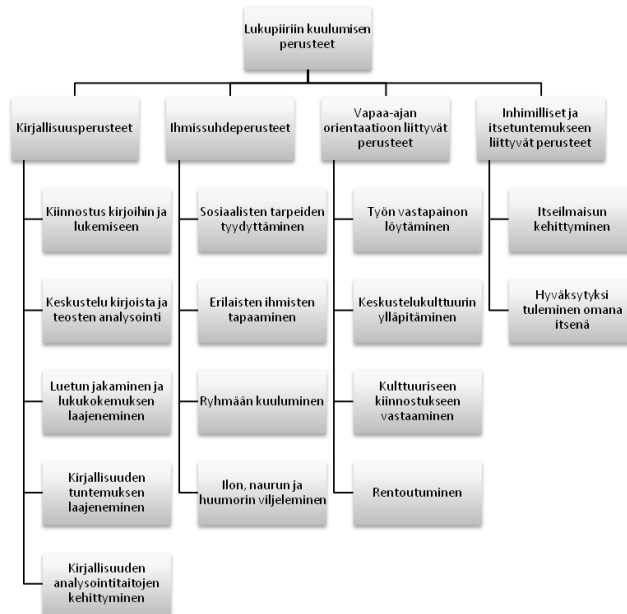 Lukupiiriin kuulumisen
perusteet
Kirjallisuusperusteet
Ihmissuhdeperusteet
Vapaa-ajan
orientaatioon liittyvät
perusteet
Inhimilliset ja
itsetuntemukseen
liittyvät perusteet
Kiinnostus kirjoihin ja
lukemiseen
Keskustelu kirjoista ja
teosten analysointi
Luetun jakaminen ja
lukukokemuksen
laajeneminen
Kirjallisuuden
tuntemuksen
laajeneminen
Kirjallisuuden
analysointitaitojen
kehittyminen
Sosiaalisten tarpeiden
tyydyttäminen
Erilaisten ihmisten
tapaaminen
Ryhmään kuuluminen
Ilon, naurun ja
huumorin viljeleminen
Työn vastapainon
löytäminen
Keskustelukulttuurin
ylläpitäminen
Kulttuuriseen
kiinnostukseen
vastaaminen
Rentoutuminen
Itseilmaisun
kehittyminen
Hyväksytyksi
tuleminen omana
itsenä